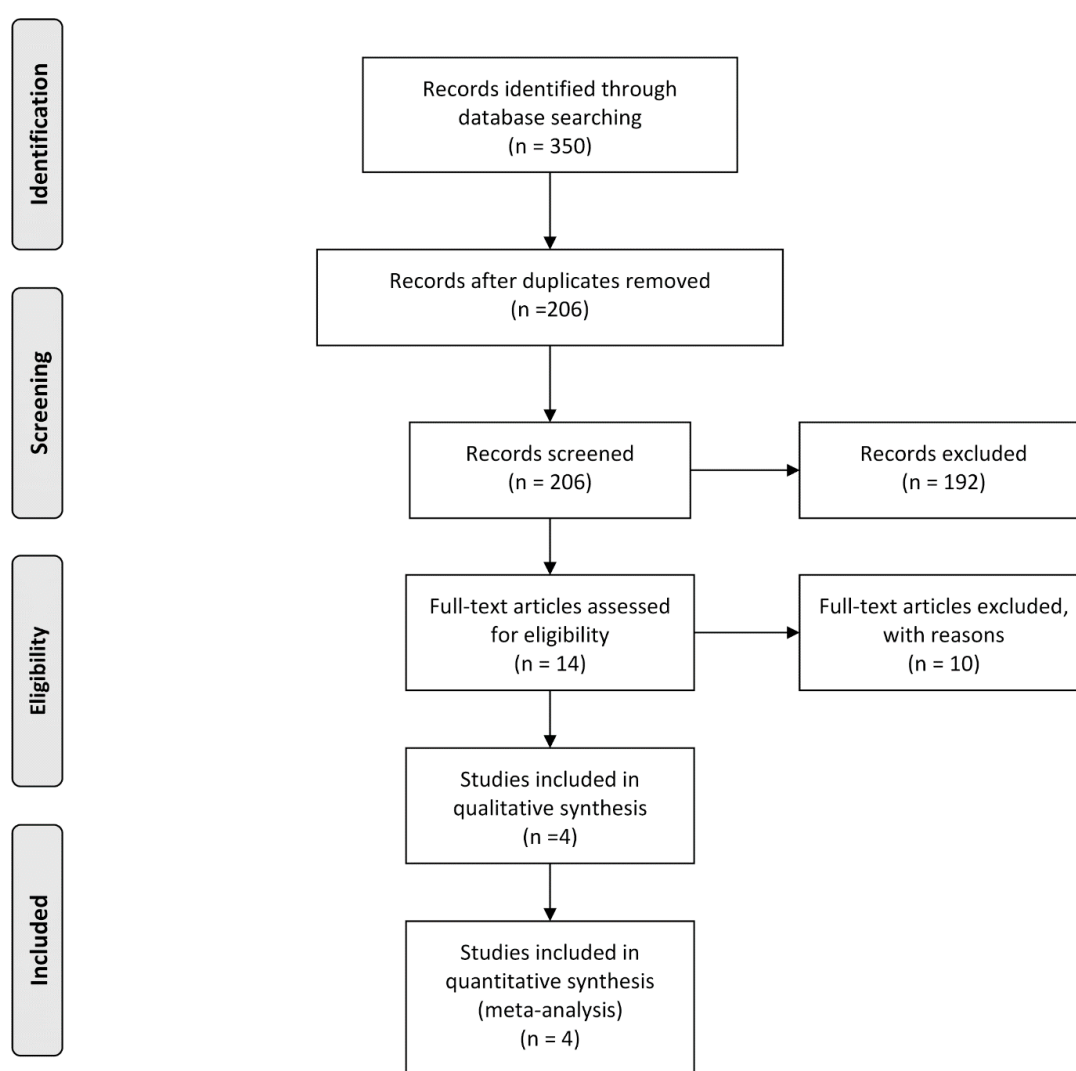 Identification
Records identified through
database searching
(n = 350)
Records after duplicates removed
(n =206)
Screening
Records screened
(n = 206)
Records excluded
(n = 192)
Eligibility
Full-text articles assessed
for eligibility
(n = 14)
Full-text articles excluded,
with reasons
(n = 10)
Studies included in
qualitative synthesis
(n =4)
Included
Studies included in
quantitative synthesis
(meta-analysis)
(n = 4)